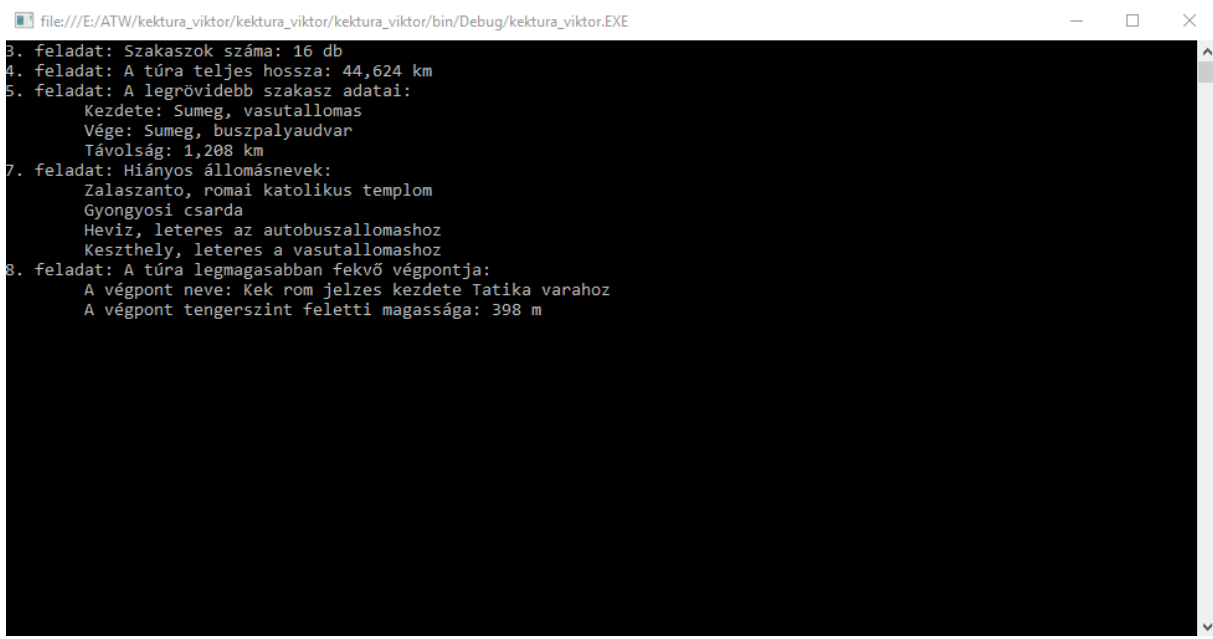 file:///E:/ATW/kektura_viktor/kektura_viktor/kektura_viktor/bin/Debug/kektura_viktor.EXE
3. feladat: Szakaszok száma: 16 db
4. feladat: A túra teljes hossza: 44,624 km
5. feladat: A legrövidebb szakasz adatai:
Kezdete: Sumeg, vasutallomas
Vége: Sumeg, buszpalyaudvar
Távolság: 1,208 km
7. feladat: Hiányos állomásnevek:
Zalaszanto, romai katolikus templom
Gyongyosi csarda
Heviz, leteres az autobuszallomashoz
Keszthely, leteres a vasutallomashoz
8. feladat: A túra legmagasabban fekvő végpontja:
A végpont neve: Kek rom jelzes kezdete Tatika varahoz
A végpont tengerszint feletti magassága: 398 m